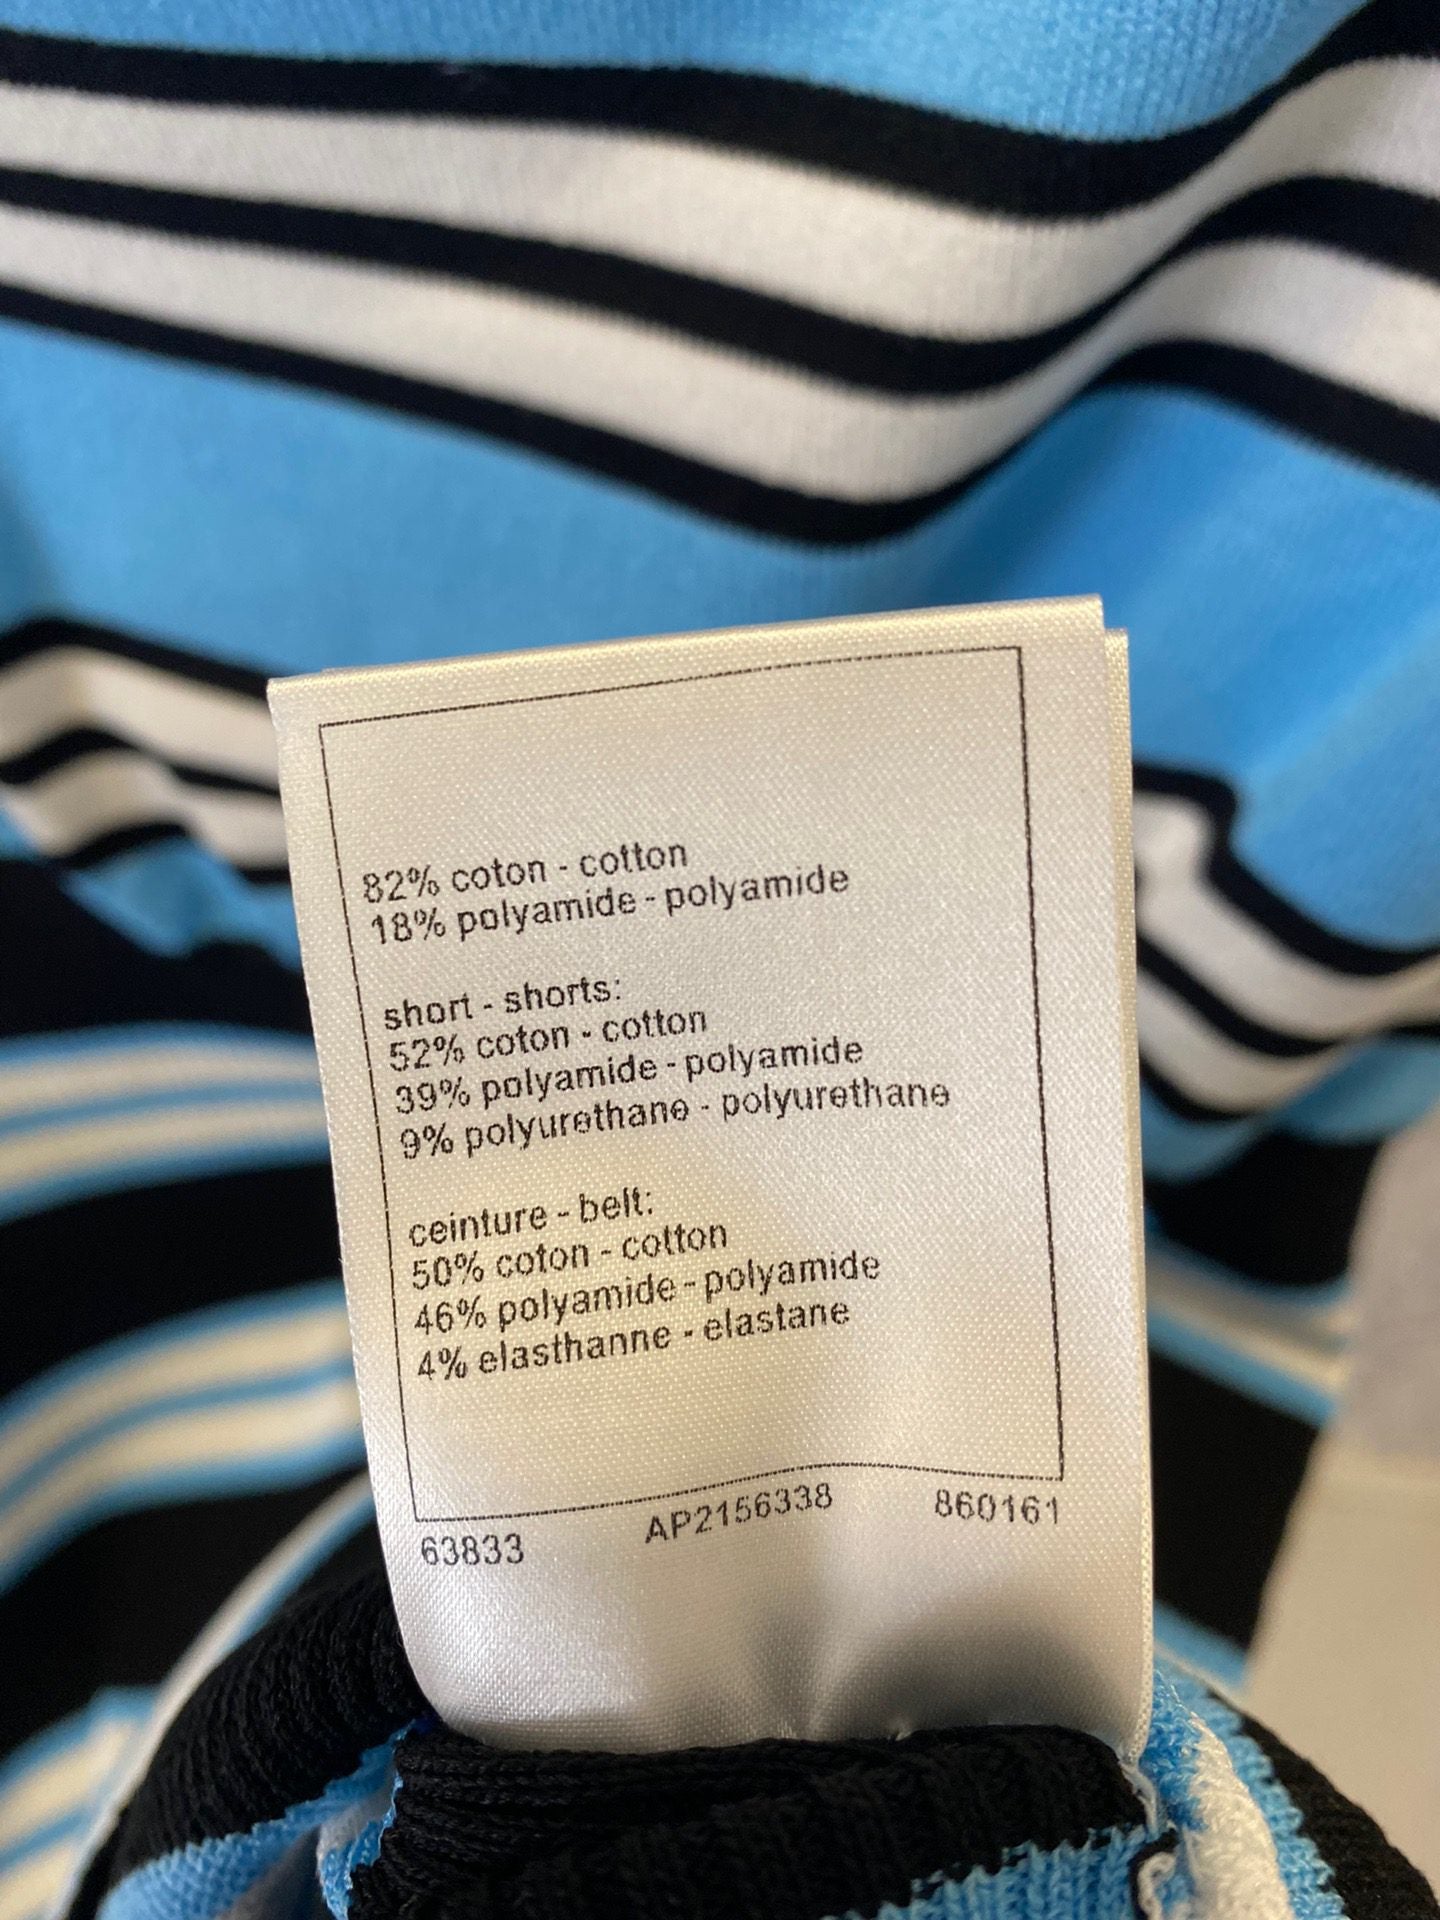 82% coton - cotton
18% polyamide - polyamide
short - shorts:
52% coton - cotton
39% polyamide - polyamide
9% polyurethane - polyurethane
ceinture - belt:
50% coton - cotton
46% polyamide - polyamide
4% elasthanne - elastane
63833 AP2156338 860161